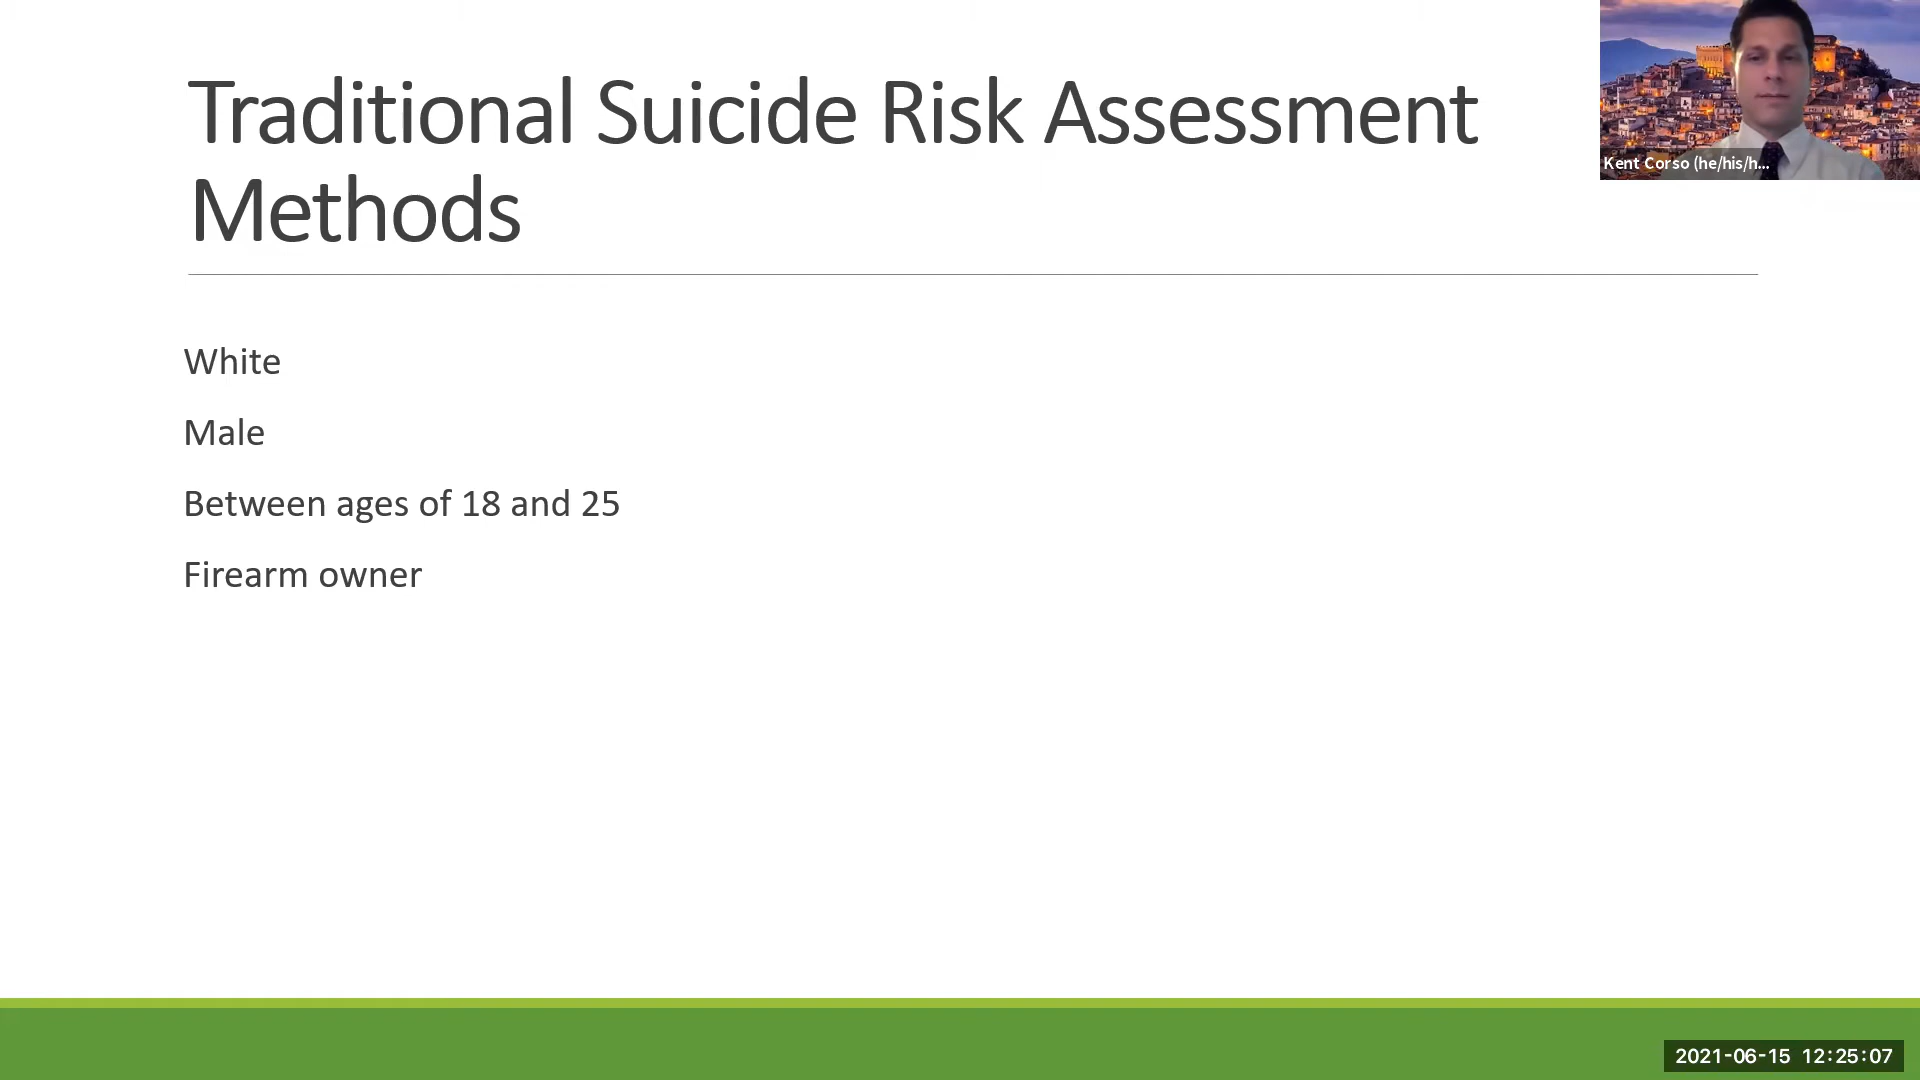 Traditional Suicide Risk Assessment
Methods
Kent Corso (he/his/h...
White
Male
Between ages of 18 and 25
Firearm owner
2021-06-15 12:25:07